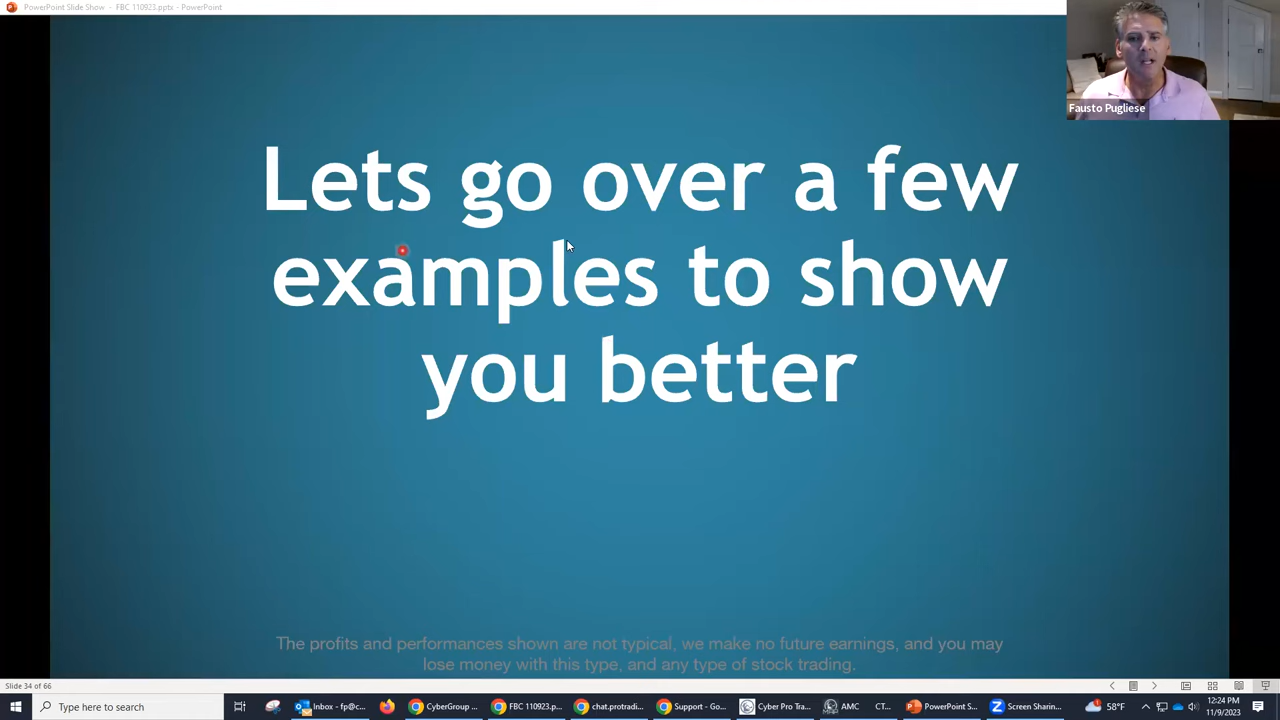 PowerPoint Slide Show - FBC 110923.pptx - PowerPoint
Fausto Pugliese
Lets go over a few
examples to show
you better
The profits and performances shown are not typical, we make no future earnings, and you may
lose money with this type, and any type of stock trading.
Slide 34 of 66
Type here to search
Inbox - fp@c...
CyberGroup ...
FBC 110923.p...
chat.protradi...
Support - Go...
Cyber Pro Tra...
AMC
CT...
PowerPoint S...
Screen Sharin...
58°F
12:24 PM
11/9/2023